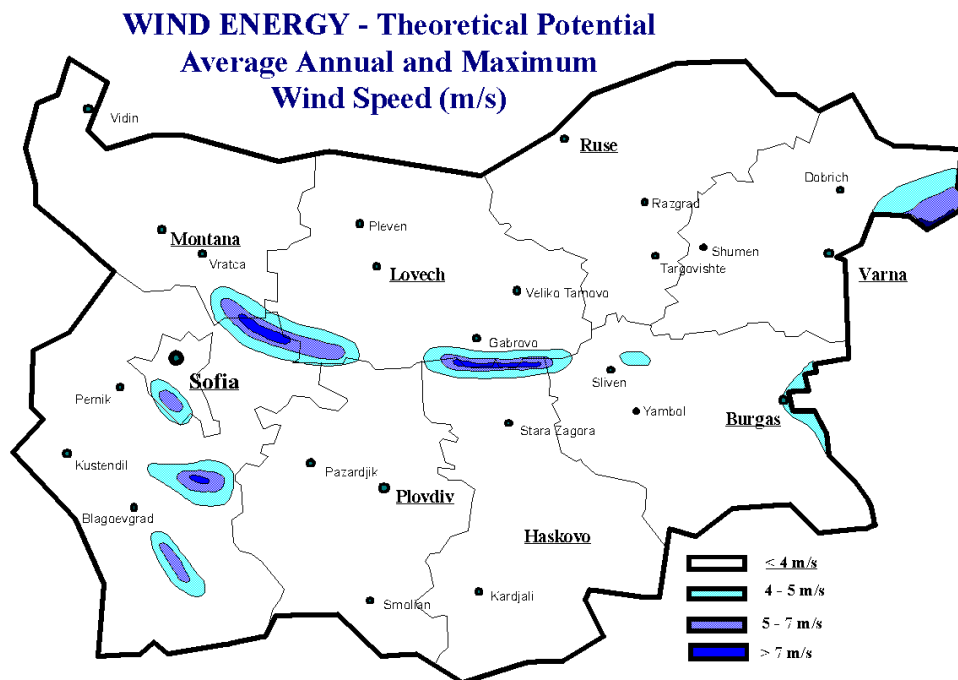 WIND ENERGY - Theoretical Potential
Average Annual and Maximum
Wind Speed (m/s)
Vidin
Ruse
Dobrich
Razgrad
Pleven
Montana
Vratca
Lovech
Shumen
Targovishte
Varna
Veliko Tarnovo
Gabrovo
Sofia
Sliven
Pernik
Yambol
Burgas
Stara Zagora
Kustendil
Pazardjik
Plovdiv
Blagoevgrad
Haskovo
Kardjali
Smolian
< 4 m/s
4 - 5 m/s
5 - 7 m/s
> 7 m/s